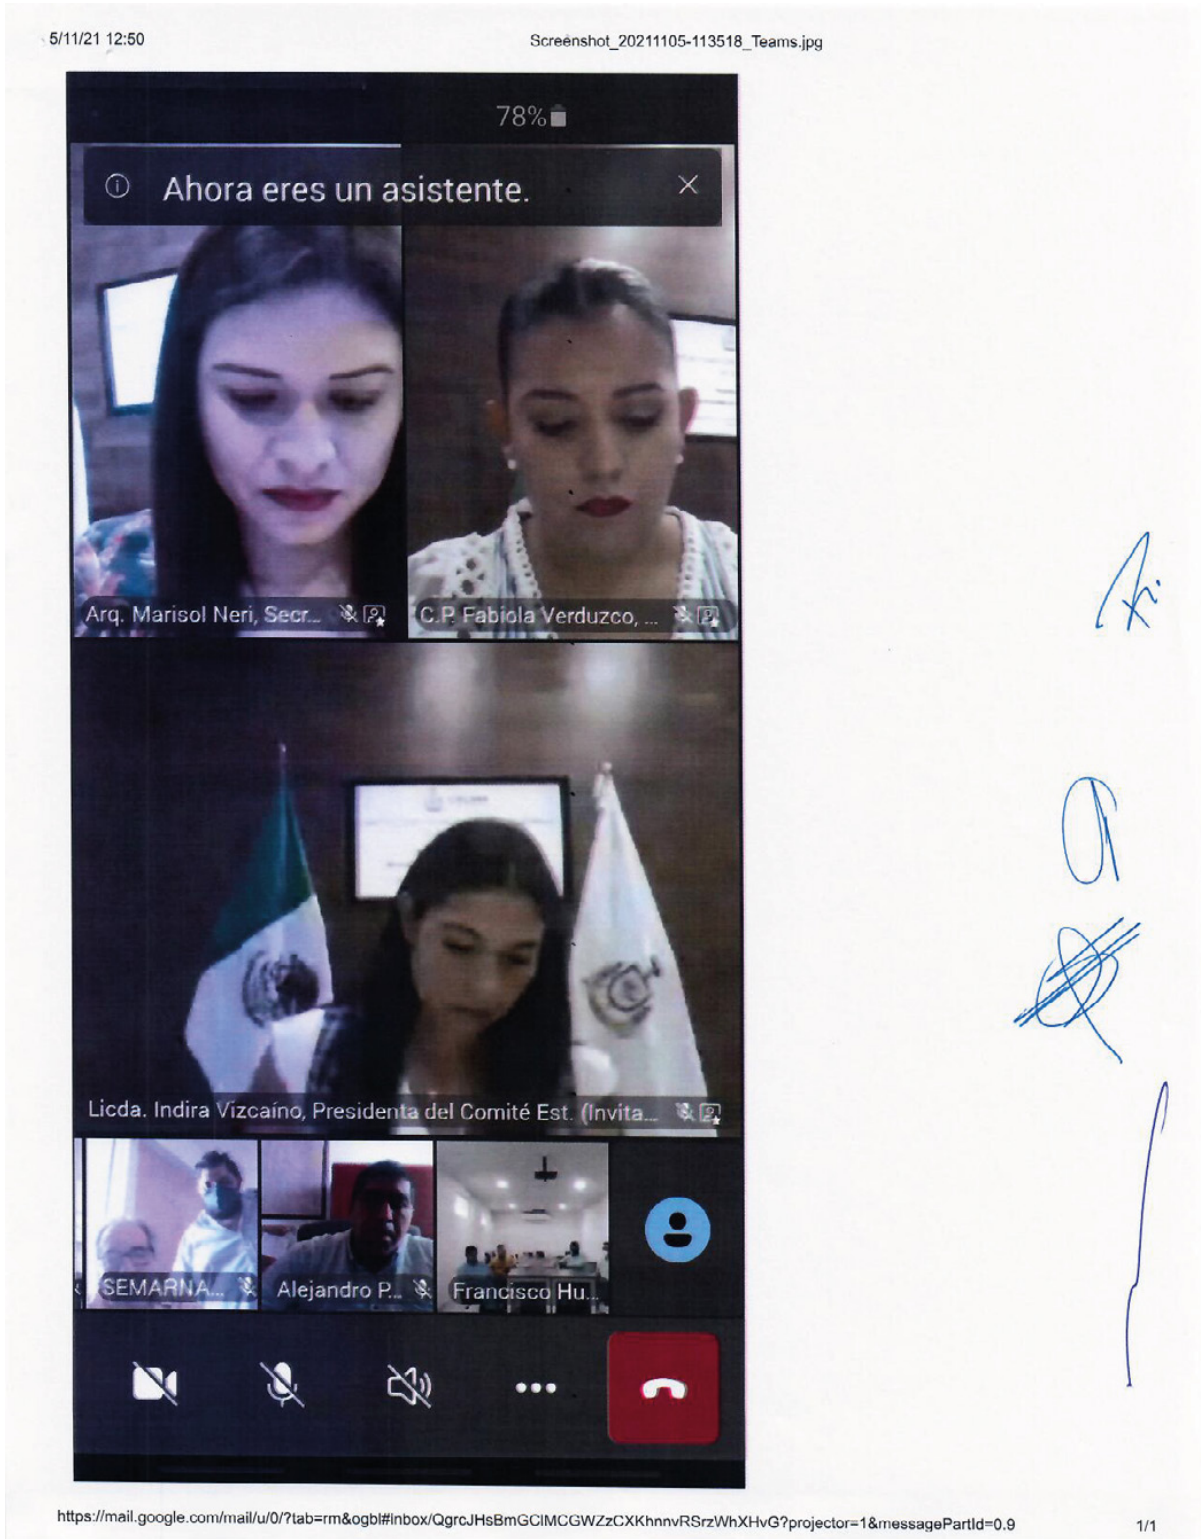 5/11/21 12:50
Screenshot_20211105-113518_Teams.jpg
78%
Ahora eres un asistente.
Arq. Marisol Neri, Secr...
C.P. Fabiola Verduzco, ...
Licda. Indira Vizcaíno, Presidenta del Comité Est. (Invita...
SEMARNA...
Alejandro P...
Francisco Hu...
https://mail.google.com/mail/u/0/?tab=rm&ogbl#inbox/QgrcJHsBmGClMCGWZzCXKhnnvRSrzWhXHvG?projector=1&messagePartId=0.9
1/1